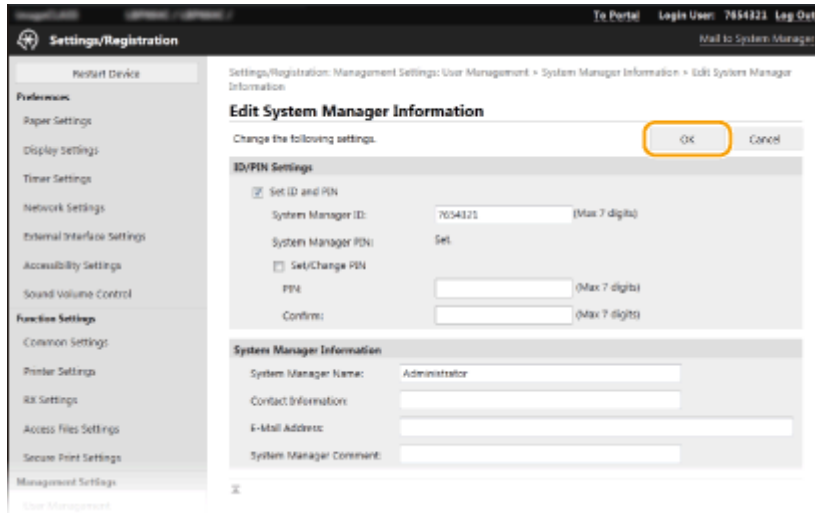 To Portal Login User: 7654321 Log Out
Settings/Registration
Mail to System Manager
Restart Device
Preferences
Paper Settings
Display Settings
Timer Settings
Network Settings
External Interface Settings
Accessibility Settings
Sound Volume Control
Function Settings
Common Settings
Printer Settings
RX Settings
Access Files Settings
Secure Print Settings
Management Settings
User Management
Settings/Registration: Management Settings: User Management > System Manager Information > Edit System Manager
Information
Edit System Manager Information
Change the following settings.
OK Cancel
ID/PIN Settings
Set ID and PIN
System Manager ID: 7654321 (Max 7 digits)
System Manager PIN: Set.
Set/Change PIN
PIN: (Max 7 digits)
Confirm: (Max 7 digits)
System Manager Information
System Manager Name: Administrator
Contact Information:
E-Mail Address:
System Manager Comment: